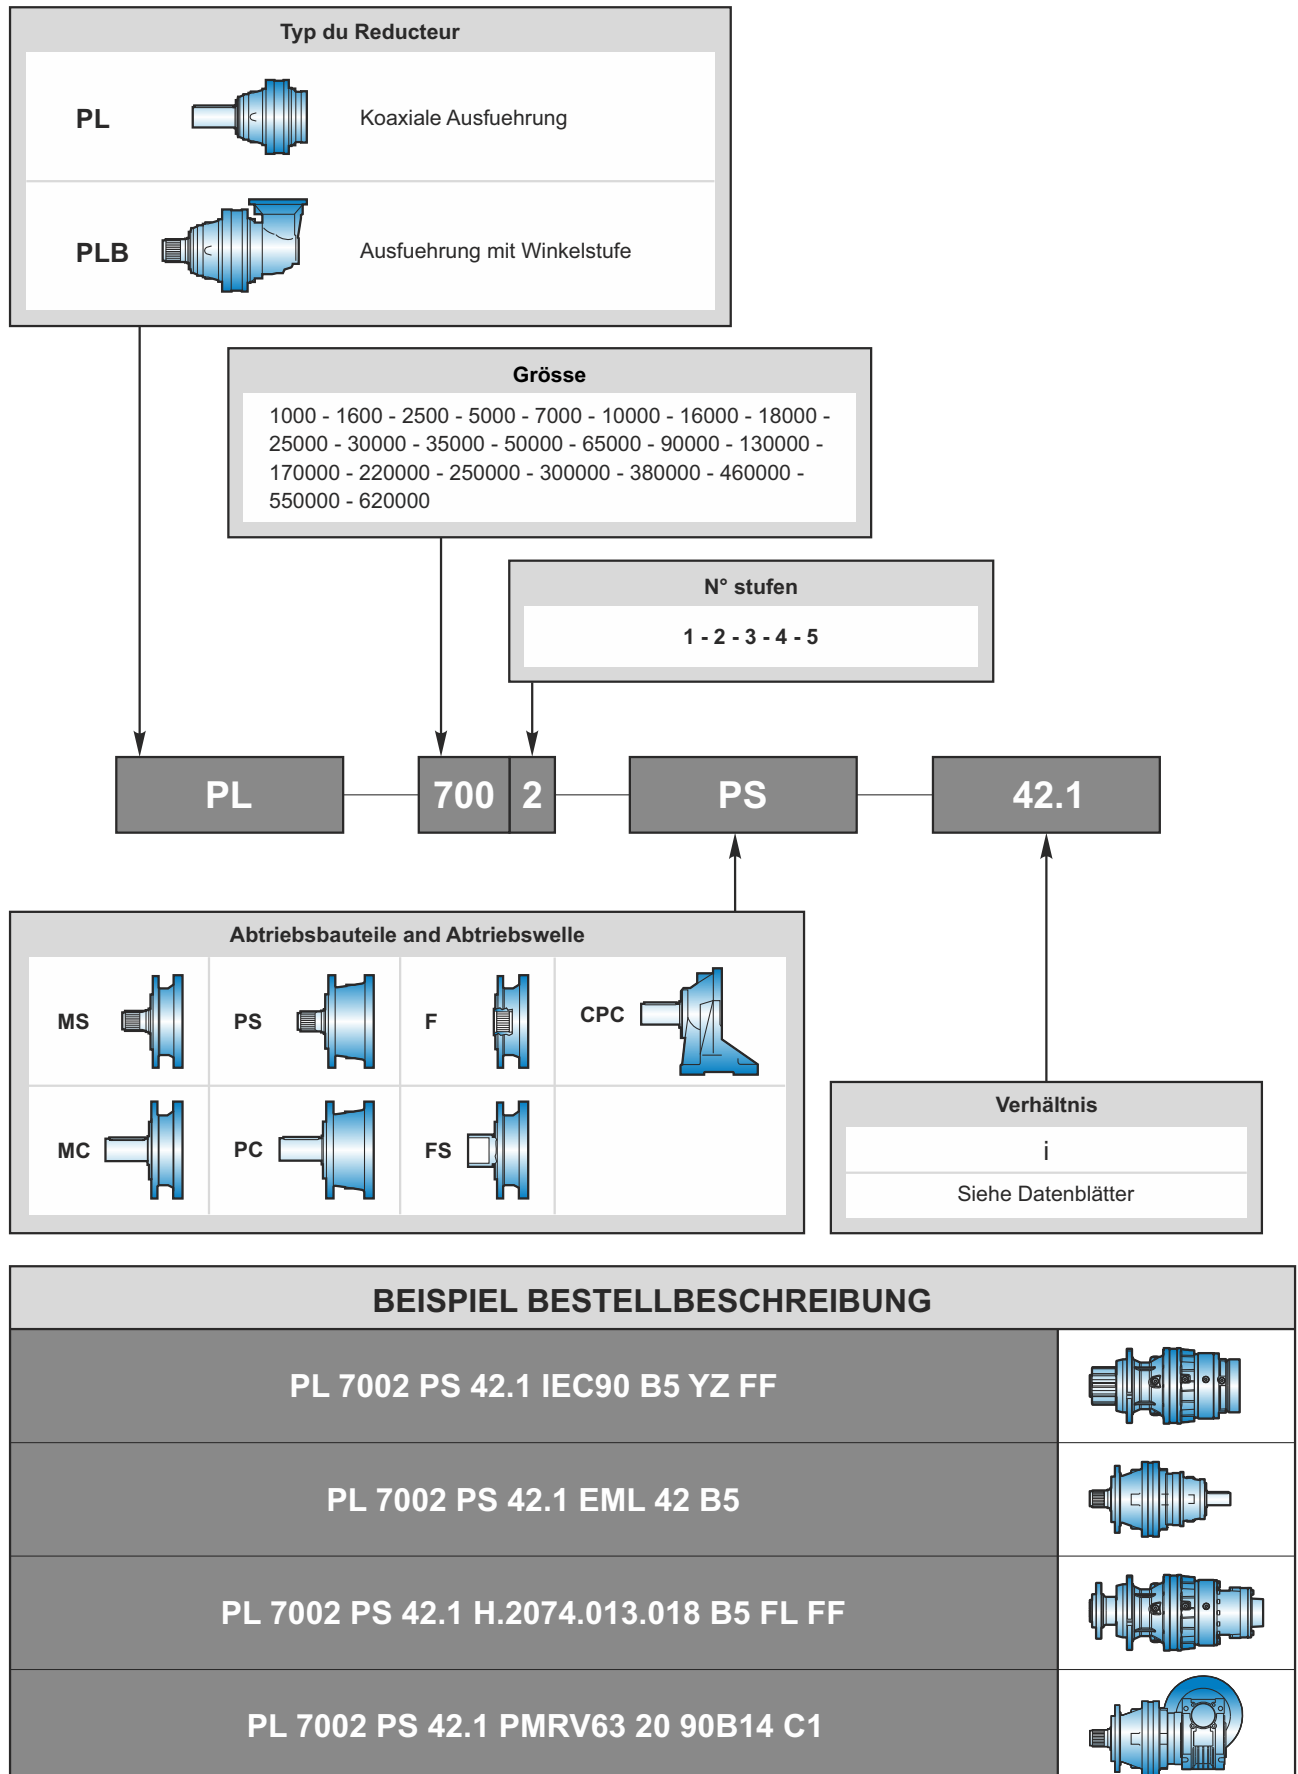 Typ du Reducteur
PL
Koaxiale Ausfuehrung
PLB
Ausfuehrung mit Winkelstufe
Grösse
1000 - 1600 - 2500 - 5000 - 7000 - 10000 - 16000 - 18000 -
25000 - 30000 - 35000 - 50000 - 65000 - 90000 - 130000 -
170000 - 220000 - 250000 - 300000 - 380000 - 460000 -
550000 - 620000
N° stufen
1 - 2 - 3 - 4 - 5
PL 700 2 PS 42.1
Abtriebsbauteile and Abtriebswelle
MS PS F CPC
MC PC FS
Verhältnis
i
Siehe Datenblätter
BEISPIEL BESTELLBESCHREIBUNG
PL 7002 PS 42.1 IEC90 B5 YZ FF
PL 7002 PS 42.1 EML 42 B5
PL 7002 PS 42.1 H.2074.013.018 B5 FL FF
PL 7002 PS 42.1 PMRV63 20 90B14 C1